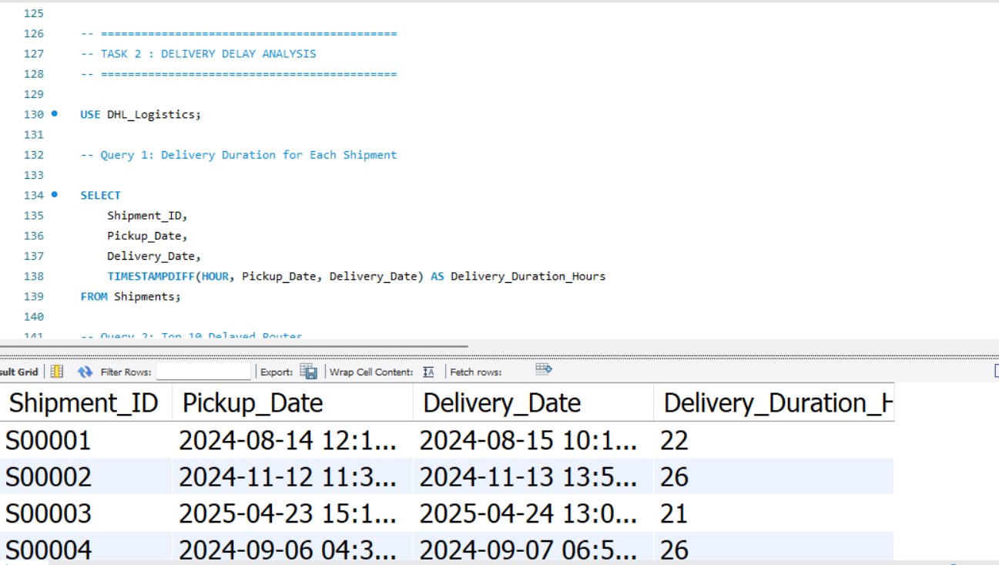 125
126 -- ============================================
127 -- TASK 2 : DELIVERY DELAY ANALYSIS
128 -- ============================================
129
130 USE DHL_Logistics;
131
132 -- Query 1: Delivery Duration for Each Shipment
133
134 SELECT
135 Shipment_ID,
136 Pickup_Date,
137 Delivery_Date,
138 TIMESTAMPDIFF(HOUR, Pickup_Date, Delivery_Date) AS Delivery_Duration_Hours
139 FROM Shipments;
140
141 -- Query 2: Top 10 Delayed Routes
sult Grid Filter Rows: Export: Wrap Cell Content: Fetch rows:
Shipment_ID Pickup_Date Delivery_Date Delivery_Duration_H
S00001 2024-08-14 12:1... 2024-08-15 10:1... 22
S00002 2024-11-12 11:3... 2024-11-13 13:5... 26
S00003 2025-04-23 15:1... 2025-04-24 13:0... 21
S00004 2024-09-06 04:3... 2024-09-07 06:5... 26